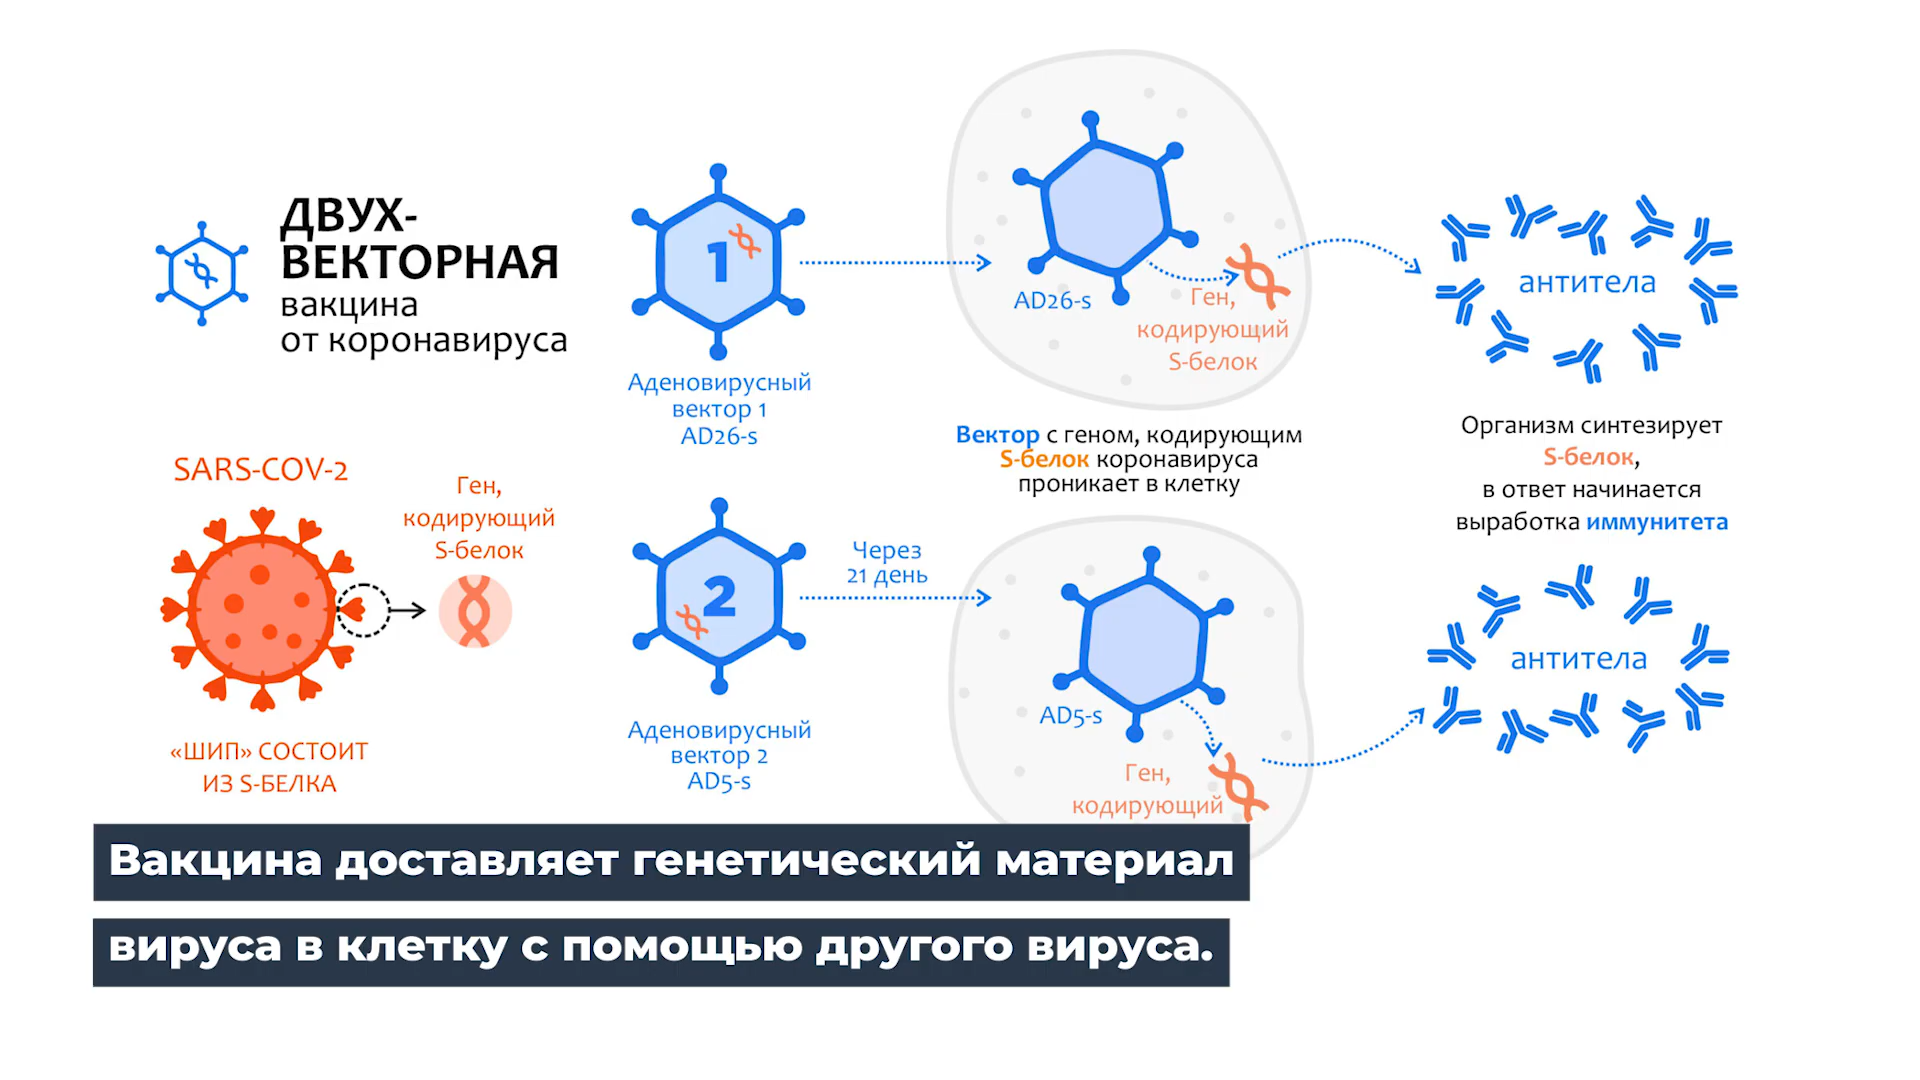 ДВУХ-
ВЕКТОРНАЯ
вакцина
от коронавируса
SARS-COV-2
Ген,
кодирующий
S-белок
«ШИП» СОСТОИТ
ИЗ S-БЕЛКА
1
Аденовирусный
вектор 1
AD26-s
2
Аденовирусный
вектор 2
AD5-s
Через
21 день
AD26-s
Ген,
кодирующий
S-белок
Вектор с геном, кодирующим
S-белок коронавируса
проникает в клетку
AD5-s
Ген,
кодирующий
антитела
Организм синтезирует
S-белок,
в ответ начинается
выработка иммунитета
антитела
Вакцина доставляет генетический материал
вируса в клетку с помощью другого вируса.